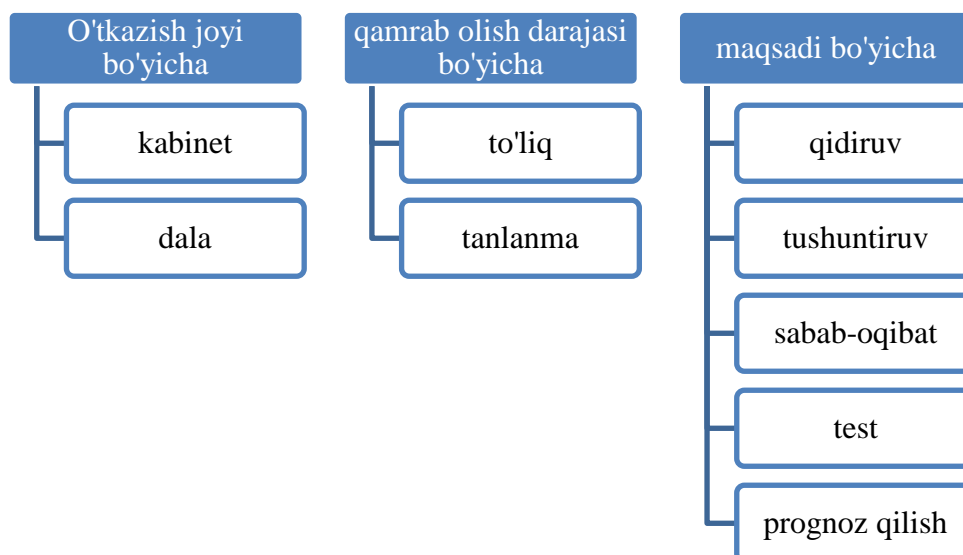 O'tkazish joyi
bo'yicha
kabinet
dala
qamrab olish darajasi
bo'yicha
to'liq
tanlanma
maqsadi bo'yicha
qidiruv
tushuntiruv
sabab-oqibat
test
prognoz qilish